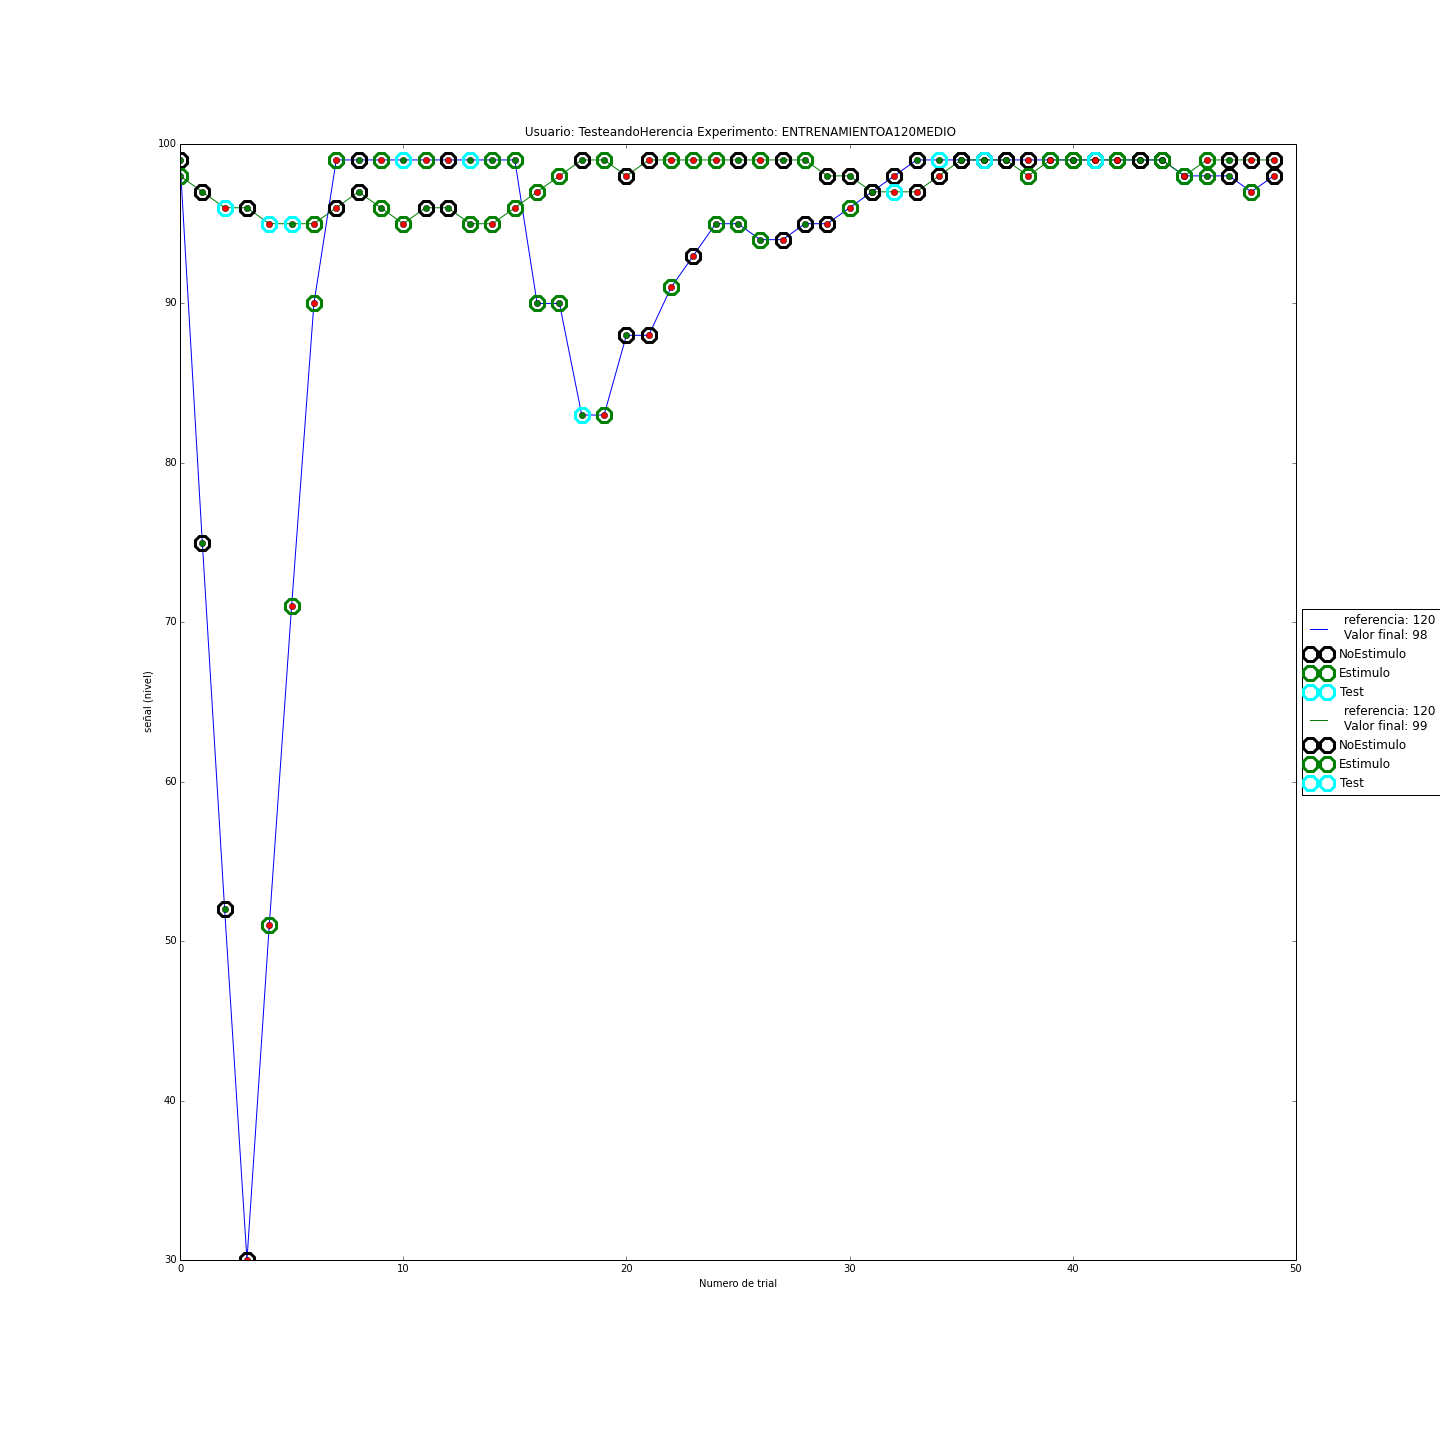 Usuario: TesteandoHerencia Experimento: ENTRENAMIENTOA120MEDIO
100
90
80
70
60
50
40
30
señal (nivel)
0 10 20 30 40 50
Numero de trial
referencia: 120
Valor final: 98
NoEstimulo
Estimulo
Test
referencia: 120
Valor final: 99
NoEstimulo
Estimulo
Test